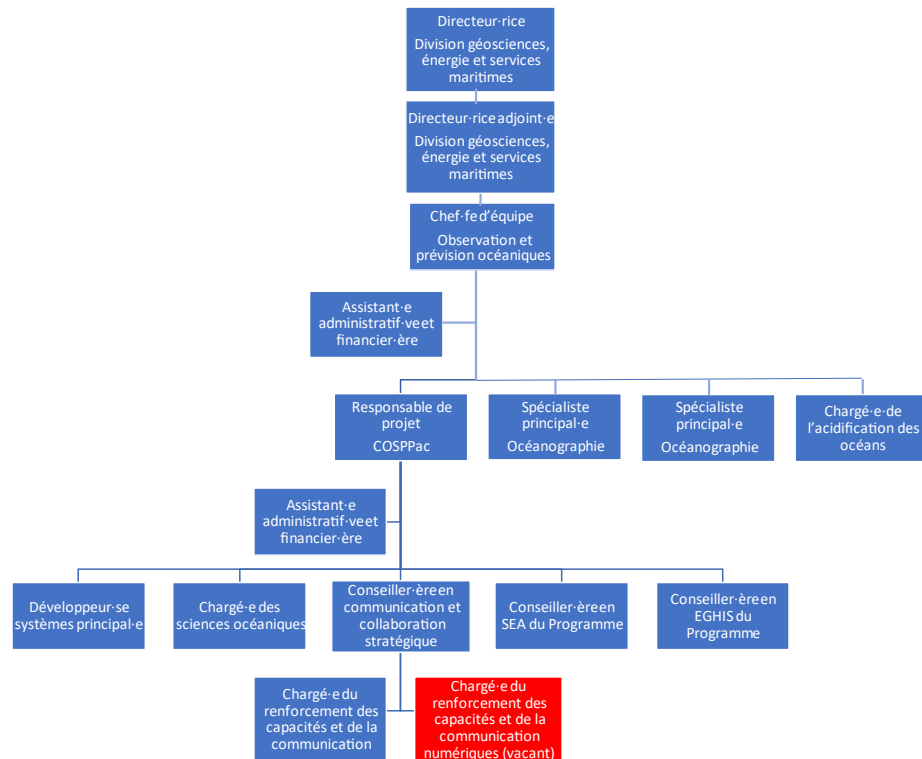 Directeur·rice
Division géosciences,
énergie et services
maritimes
Directeur·rice adjoint·e
Division géosciences,
énergie et services
maritimes
Chef·fe d'équipe
Observation et
prévision océaniques
Assistant·e
administratif·ve et
financier·ère
Responsable de
projet
COSPPac
Spécialiste
principal·e
Océanographie
Spécialiste
principal·e
Océanographie
Chargé·e de
l'acidification des
océans
Assistant·e
administratif·ve et
financier·ère
Développeur·se
systèmes principal·e
Chargé·e des
sciences océaniques
Conseiller·ère en
communication et
collaboration
stratégique
Conseiller·ère en
SEA du Programme
Conseiller·ère en
EGHIS du
Programme
Chargé·e du
renforcement des
capacités et de la
communication
Chargé·e du
renforcement des
capacités et de la
communication
numériques (vacant)